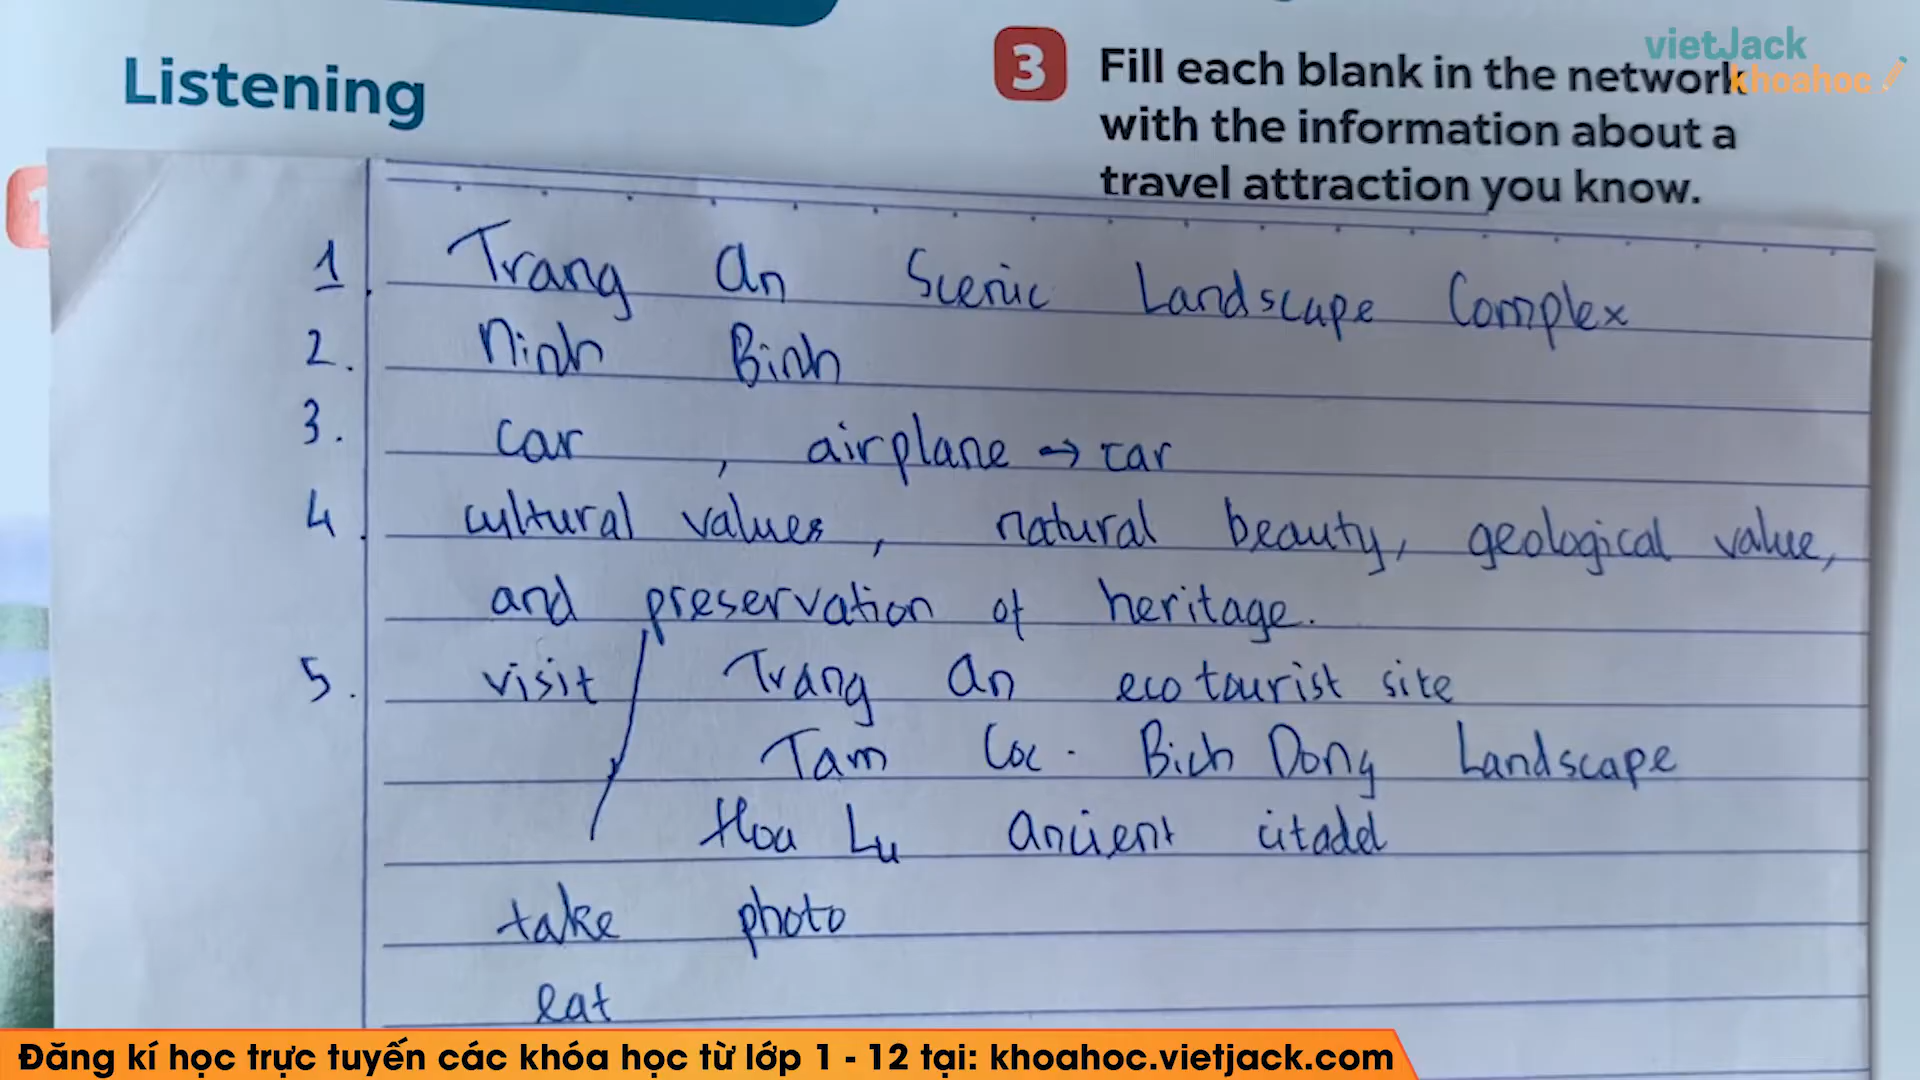 Listening
3 Fill each blank in the network
with the information about a
travel attraction you know.
vietJack
khoahoc
1
1. Trang An Scenic Landscape Complex
2. Ninh Binh
3. car, airplane → car
4. cultural values, natural beauty, geological value,
and preservation of heritage.
5. visit Trang An eco tourist site
Tam Coc - Bich Dong Landscape
Hoa Lu Ancient citadel
take photo
eat
Đăng kí học trực tuyến các khóa học từ lớp 1 - 12 tại: khoahoc.vietjack.com